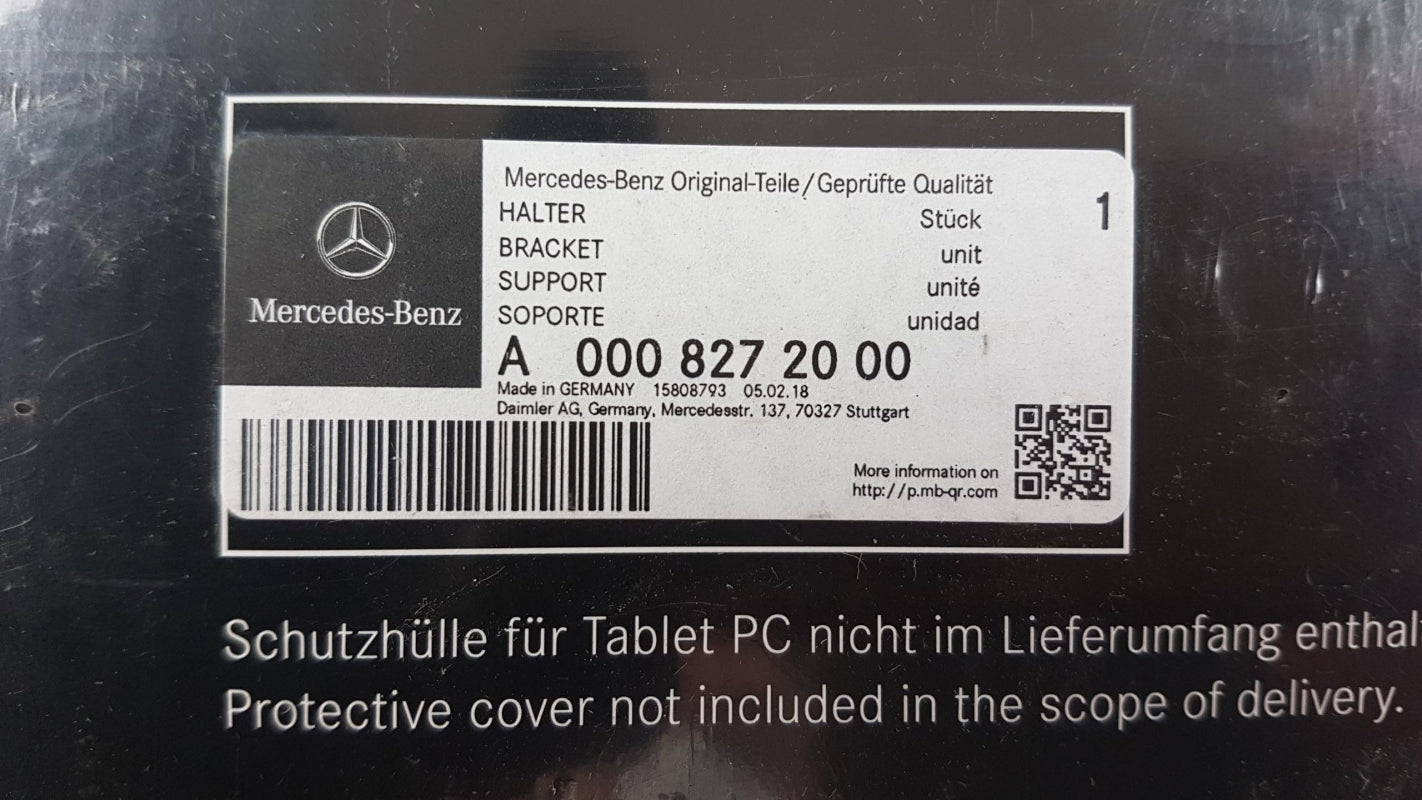 Mercedes-Benz
Mercedes-Benz Original-Teile/Geprüfte Qualität
HALTER Stück 1
BRACKET unit
SUPPORT unité
SOPORTE unidad
A 000 827 20 00
Made in GERMANY 15808793 05.02.18
Daimler AG, Germany, Mercedesstr. 137, 70327 Stuttgart
More information on
http://p.mb-qr.com
Schutzhülle für Tablet PC nicht im Lieferumfang enthal
Protective cover not included in the scope of delivery.